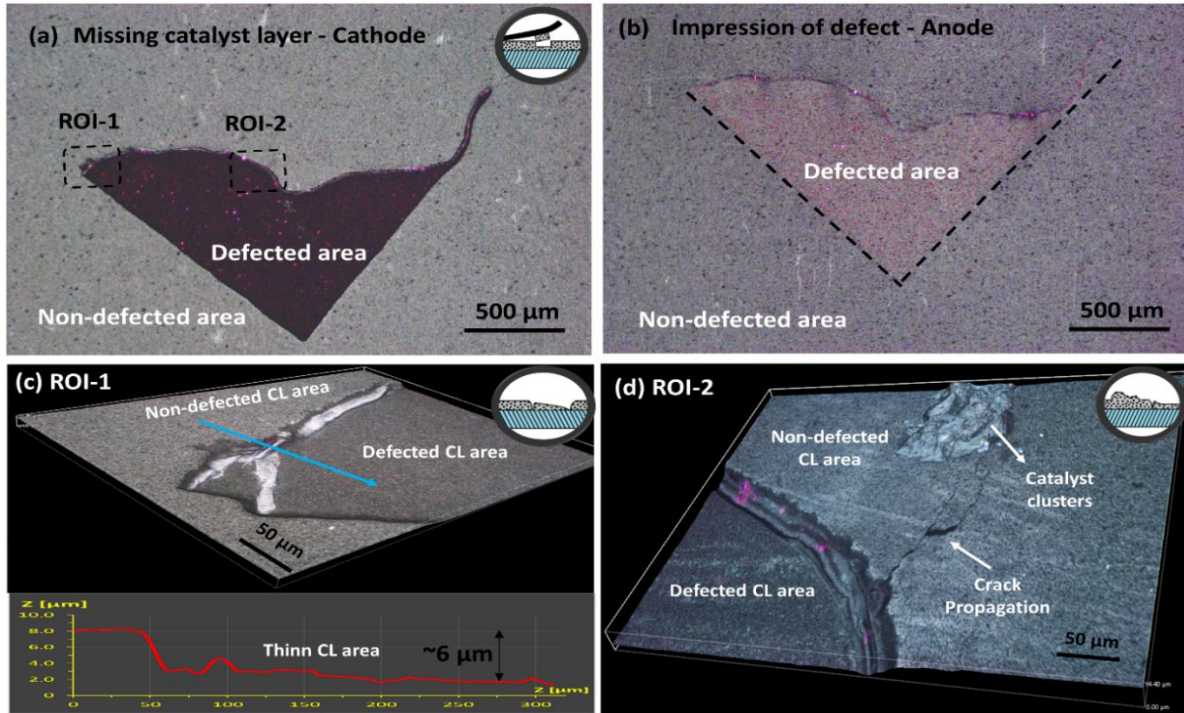 (a) Missing catalyst layer - Cathode
ROI-1
ROI-2
Defected area
Non-defected area
500 µm
(b) Impression of defect - Anode
Defected area
Non-defected area
500 µm
(c) ROI-1
Non-defected CL area
Defected CL area
50 µm
Z [µm]
10.0
8.0
4.0
2.0
Thinn CL area
~6 µm
Z [µm]
0
50
100
150
200
250
300
(d) ROI-2
Non-defected
CL area
Catalyst
clusters
Defected CL area
Crack
Propagation
50 µm
0.00 µm